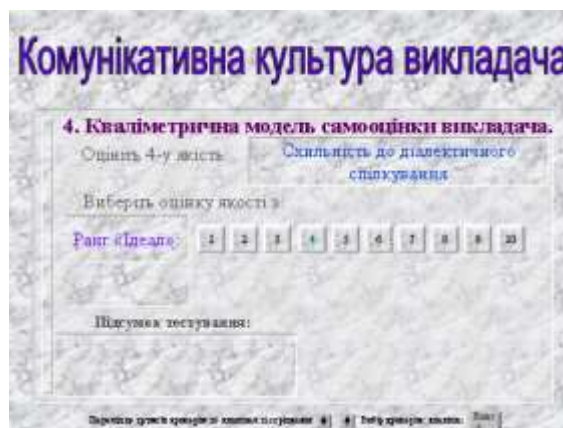 Комунікативна культура викладача
4. Кваліметрична модель самооцінки викладача.
Оцініть 4-у якість
Схильність до діалектичного
спілкування
Виберіть оцінку якості з
Ранг «Ідеал»: 1 2 3 4 5 6 7 8 9 10
Підсумок тестування: